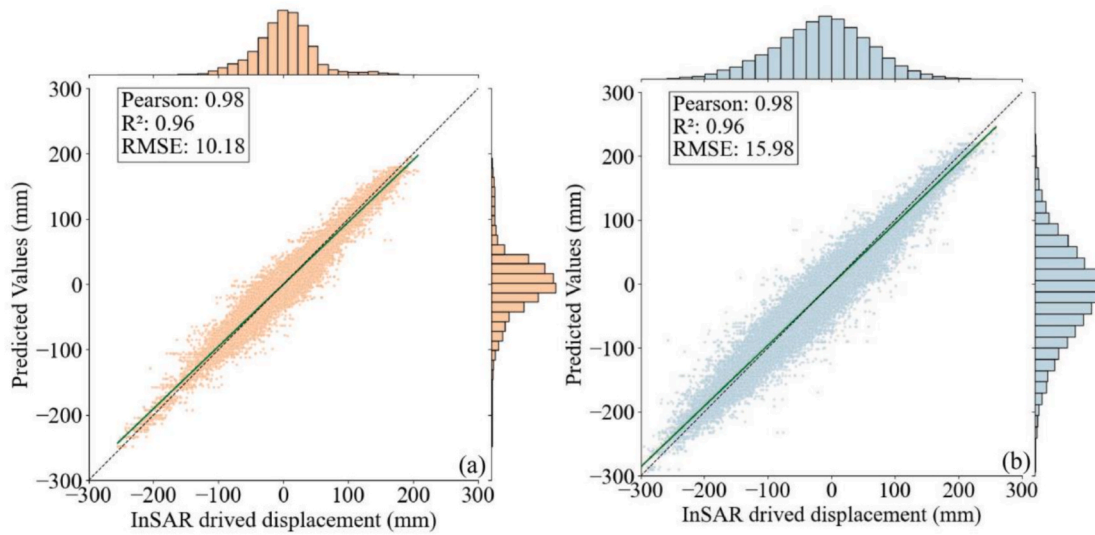 Pearson: 0.98
R²: 0.96
RMSE: 10.18
Predicted Values (mm)
300
200
100
0
−100
−200
−300
−300 −200 −100 0 100 200 300
InSAR drived displacement (mm)
(a)
Pearson: 0.98
R²: 0.96
RMSE: 15.98
Predicted Values (mm)
300
200
100
0
−100
−200
−300
−300 −200 −100 0 100 200 300
InSAR drived displacement (mm)
(b)